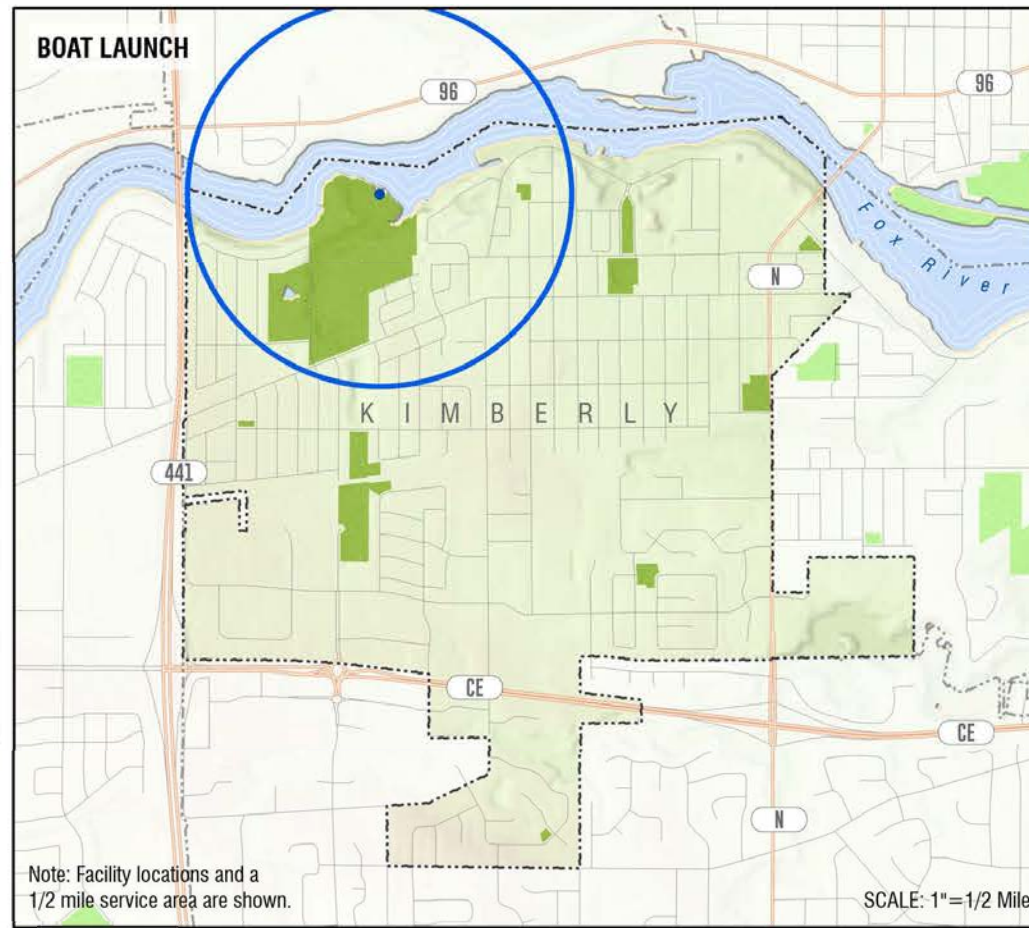 BOAT LAUNCH
96
96
Fox River
N
KIMBERLY
441
CE
CE
N
Note: Facility locations and a
1/2 mile service area are shown.
SCALE: 1"=1/2 Mile